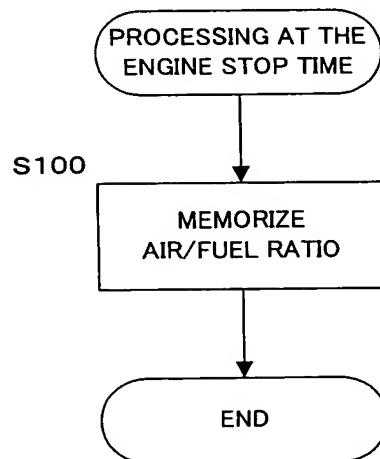 PROCESSING AT THE
ENGINE STOP TIME
S100
MEMORIZE
AIR/FUEL RATIO
END